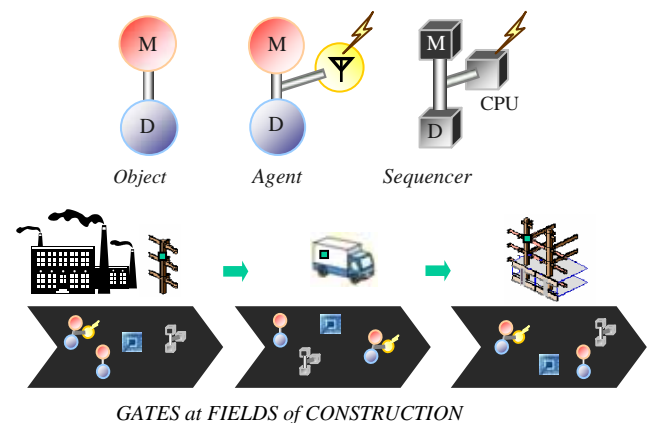 M M M
CPU
D D D
Object Agent Sequencer
GATES at FIELDS of CONSTRUCTION